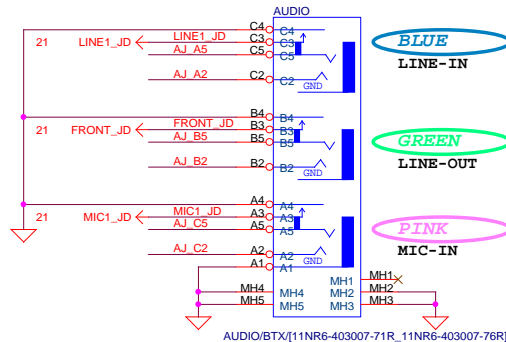 AUDIO
C4 C4
21 LINE1_JD LINE1_JD C3 C3
AJ_A5 C5 C5
AJ_A2 C2 C2
GND
BLUE
LINE-IN
B4 B4
21 FRONT_JD FRONT_JD B3 B3
AJ_B5 B5 B5
AJ_B2 B2 B2
GND
GREEN
LINE-OUT
A4 A4
21 MIC1_JD MIC1_JD A3 A3
AJ_C5 A5 A5
AJ_C2 A2 A2
GND
A1 A1
PINK
MIC-IN
MH1 MH1
MH4 MH4 MH2 MH2
MH5 MH5 MH3 MH3
AUDIO/BTX/[11NR6-403007-71R_11NR6-403007-76R]